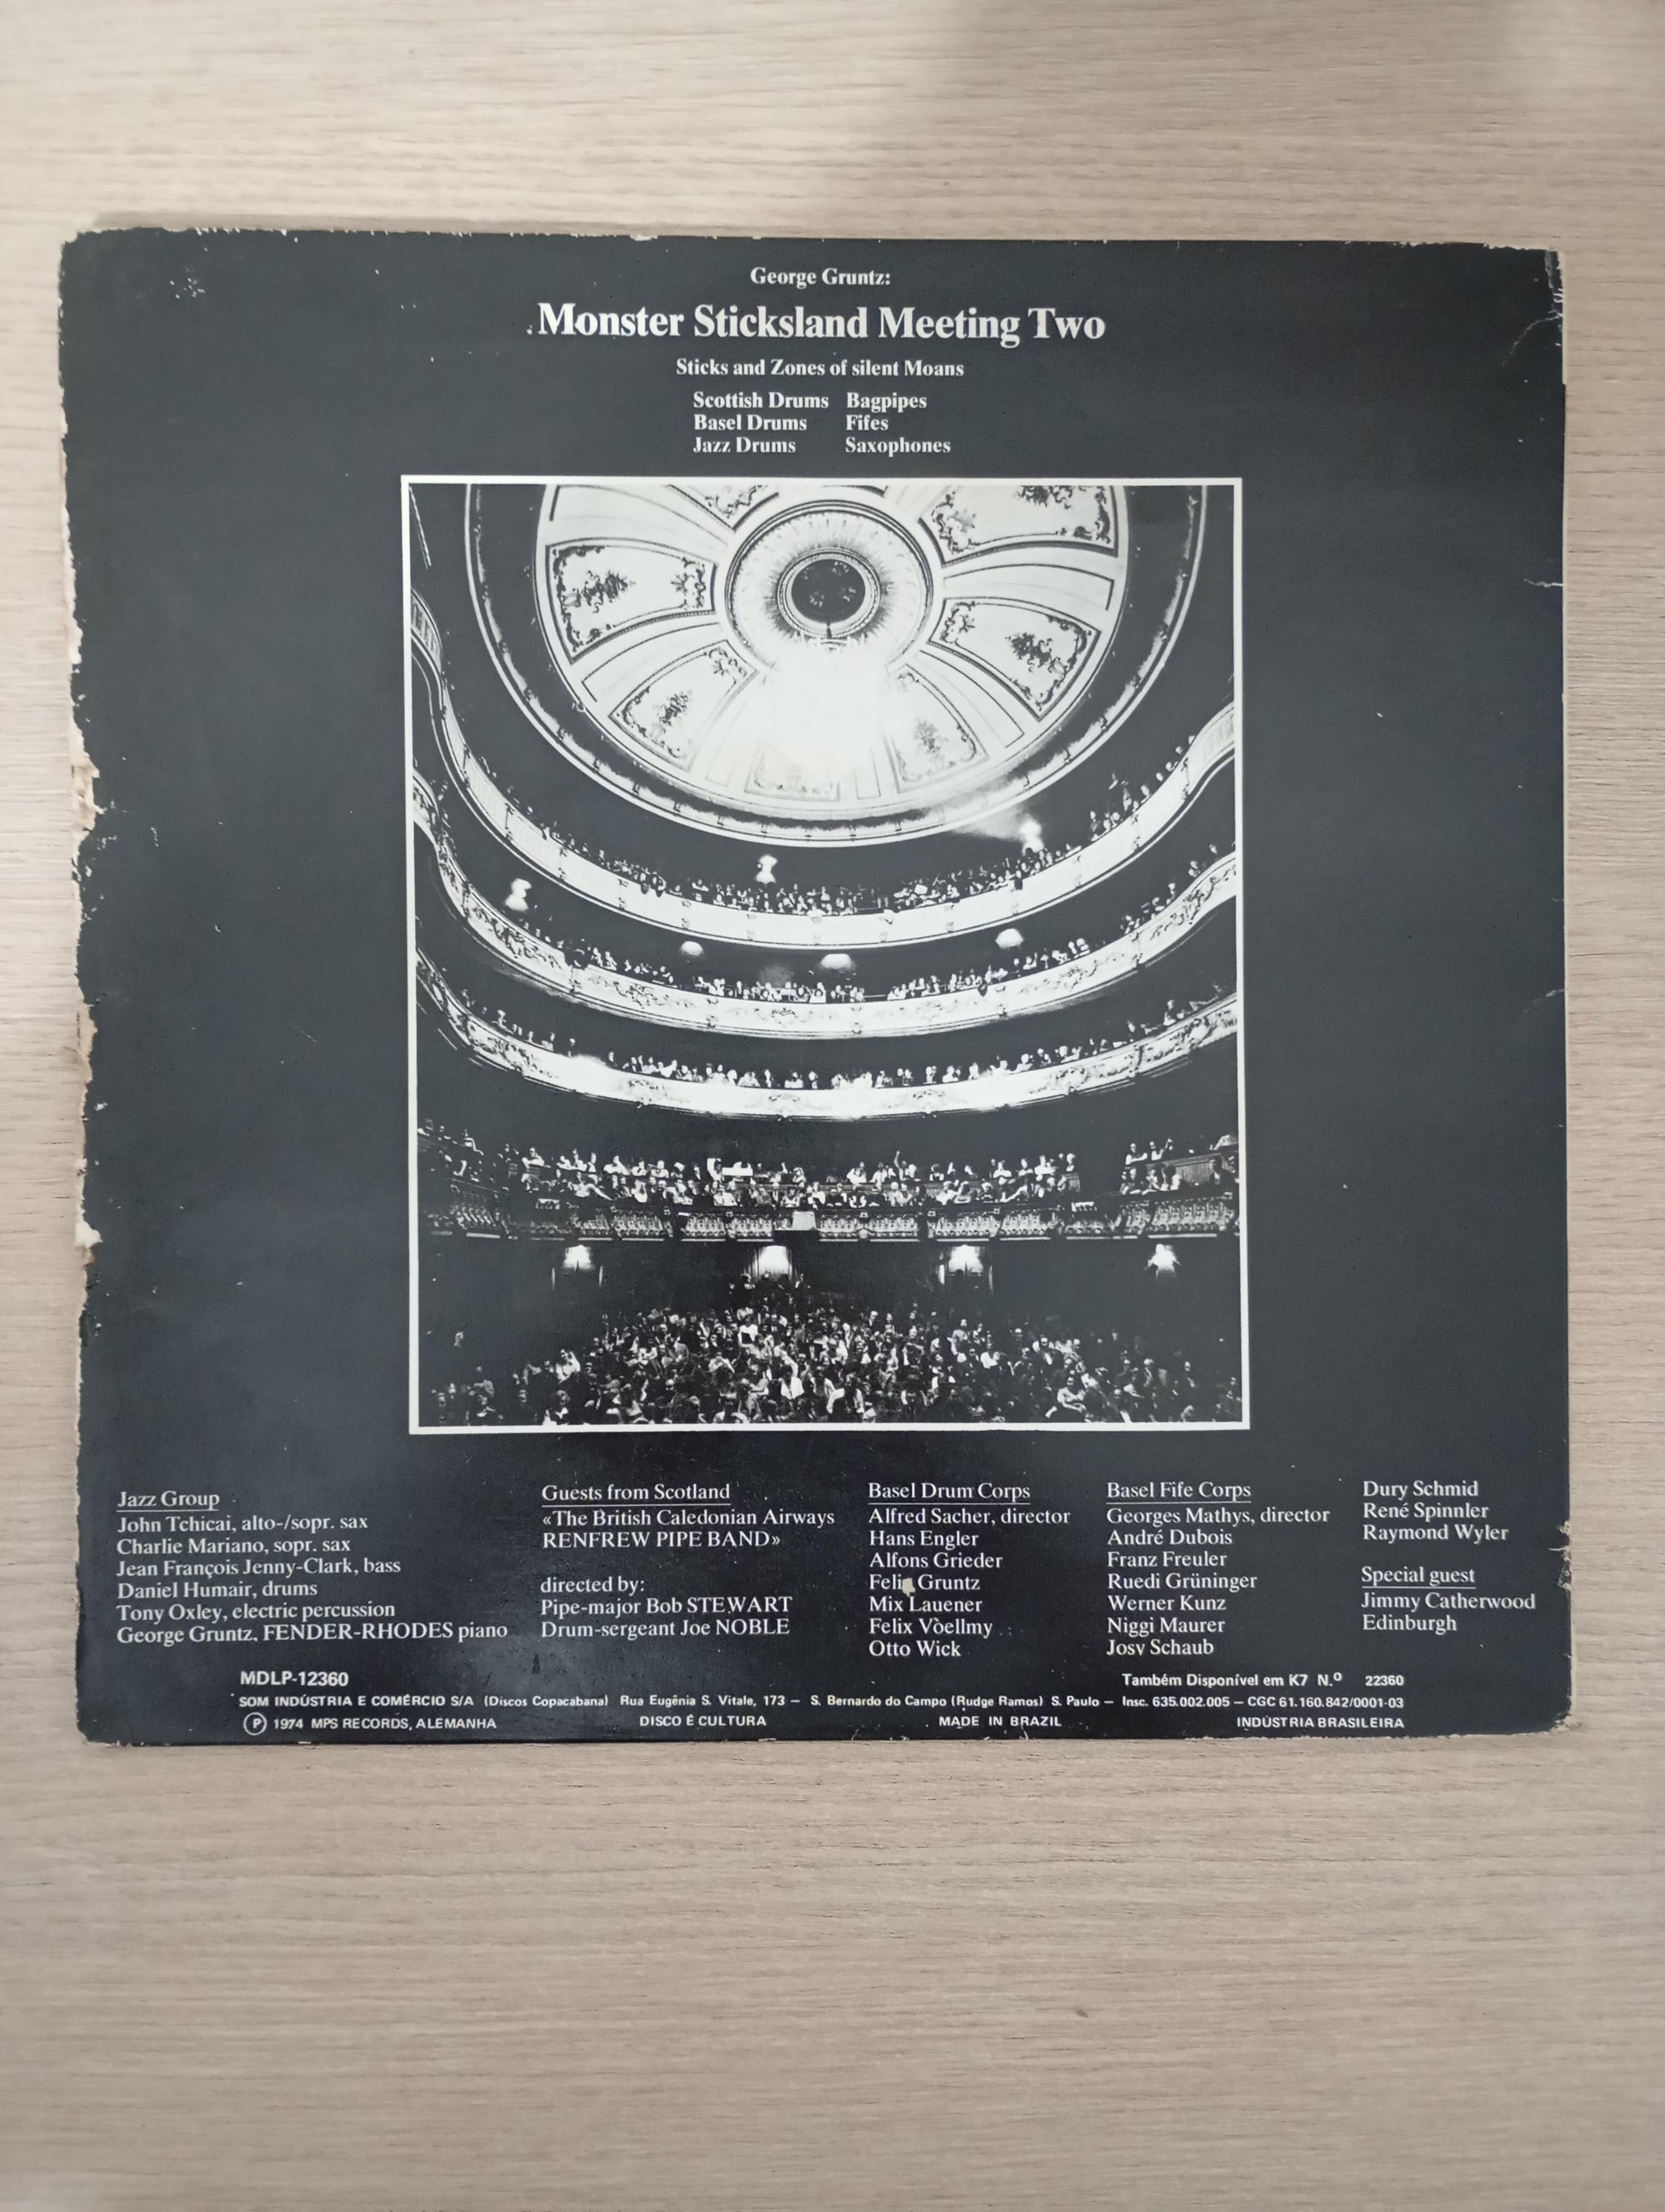 George Gruntz:
Monster Sticksland Meeting Two
Sticks and Zones of silent Moans
Scottish Drums Bagpipes
Basel Drums Fifes
Jazz Drums Saxophones
Jazz Group
John Tchicai, alto-/sopr. sax
Charlie Mariano, sopr. sax
Jean François Jenny-Clark, bass
Daniel Humair, drums
Tony Oxley, electric percussion
George Gruntz, FENDER-RHODES piano
Guests from Scotland
«The British Caledonian Airways
RENFREW PIPE BAND»
directed by:
Pipe-major Bob STEWART
Drum-sergeant Joe NOBLE
Basel Drum Corps
Alfred Sacher, director
Hans Engler
Alfons Grieder
Felix Gruntz
Mix Lauener
Felix Vòellmy
Otto Wick
Basel Fife Corps
Georges Mathys, director
André Dubois
Franz Freuler
Ruedi Grüninger
Werner Kunz
Niggi Maurer
Josy Schaub
Dury Schmid
René Spinnler
Raymond Wyler
Special guest
Jimmy Catherwood
Edinburgh
MDLP-12360
Também Disponível em K7 N.º 22360
SOM INDÚSTRIA E COMÉRCIO S/A (Discos Copacabana) Rua Eugênia S. Vitale, 173 — S. Bernardo do Campo (Rudge Ramos) S. Paulo — Insc. 635.002.005 — CGC 61.160.842/0001-03
Ⓟ 1974 MPS RECORDS, ALEMANHA DISCO É CULTURA MADE IN BRAZIL INDÚSTRIA BRASILEIRA